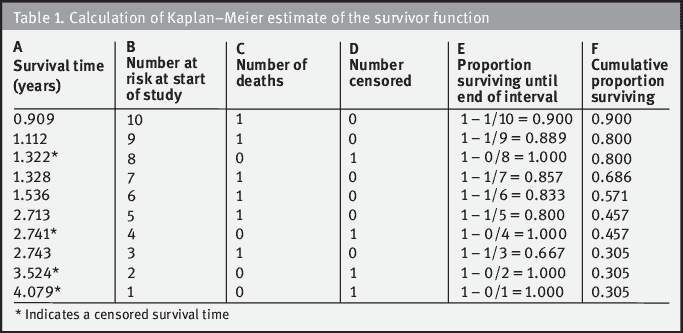 Table 1. Calculation of Kaplan–Meier estimate of the survivor function
A B C D E F
Survival time Number at Number of Number Proportion Cumulative
(years) risk at start deaths censored surviving until proportion
of study end of interval surviving
0.909 10 1 0 1 – 1/10 = 0.900 0.900
1.112 9 1 0 1 – 1/9 = 0.889 0.800
1.322* 8 0 1 1 – 0/8 = 1.000 0.800
1.328 7 1 0 1 – 1/7 = 0.857 0.686
1.536 6 1 0 1 – 1/6 = 0.833 0.571
2.713 5 1 0 1 – 1/5 = 0.800 0.457
2.741* 4 0 1 1 – 0/4 = 1.000 0.457
2.743 3 1 0 1 – 1/3 = 0.667 0.305
3.524* 2 0 1 1 – 0/2 = 1.000 0.305
4.079* 1 0 1 1 – 0/1 = 1.000 0.305
* Indicates a censored survival time